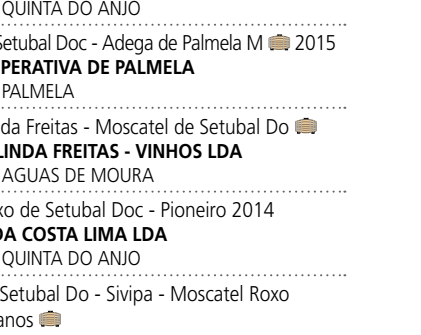 QUINTA DO ANJO
Setubal Doc - Adega de Palmela M 2015
PERATIVA DE PALMELA
PALMELA
da Freitas - Moscatel de Setubal Do
LINDA FREITAS - VINHOS LDA
AGUAS DE MOURA
xo de Setubal Doc - Pioneiro 2014
DA COSTA LIMA LDA
QUINTA DO ANJO
Setubal Do - Sivipa - Moscatel Roxo
anos